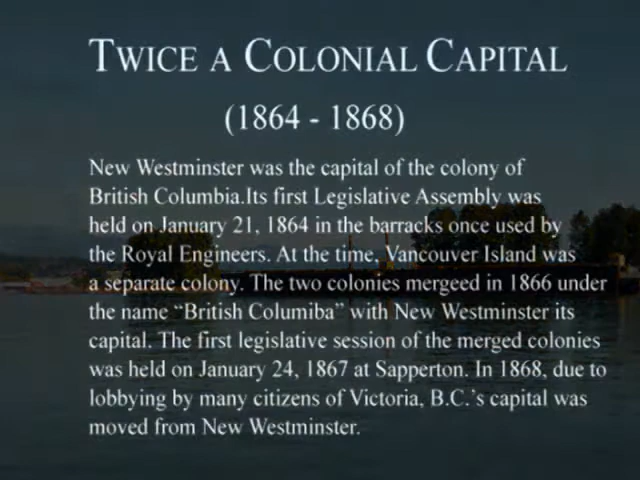 TWICE A COLONIAL CAPITAL
(1864 - 1868)
New Westminster was the capital of the colony of
British Columbia.Its first Legislative Assembly was
held on January 21, 1864 in the barracks once used by
the Royal Engineers. At the time, Vancouver Island was
a separate colony. The two colonies mergeed in 1866 under
the name “British Columiba” with New Westminster its
capital. The first legislative session of the merged colonies
was held on January 24, 1867 at Sapperton. In 1868, due to
lobbying by many citizens of Victoria, B.C.’s capital was
moved from New Westminster.